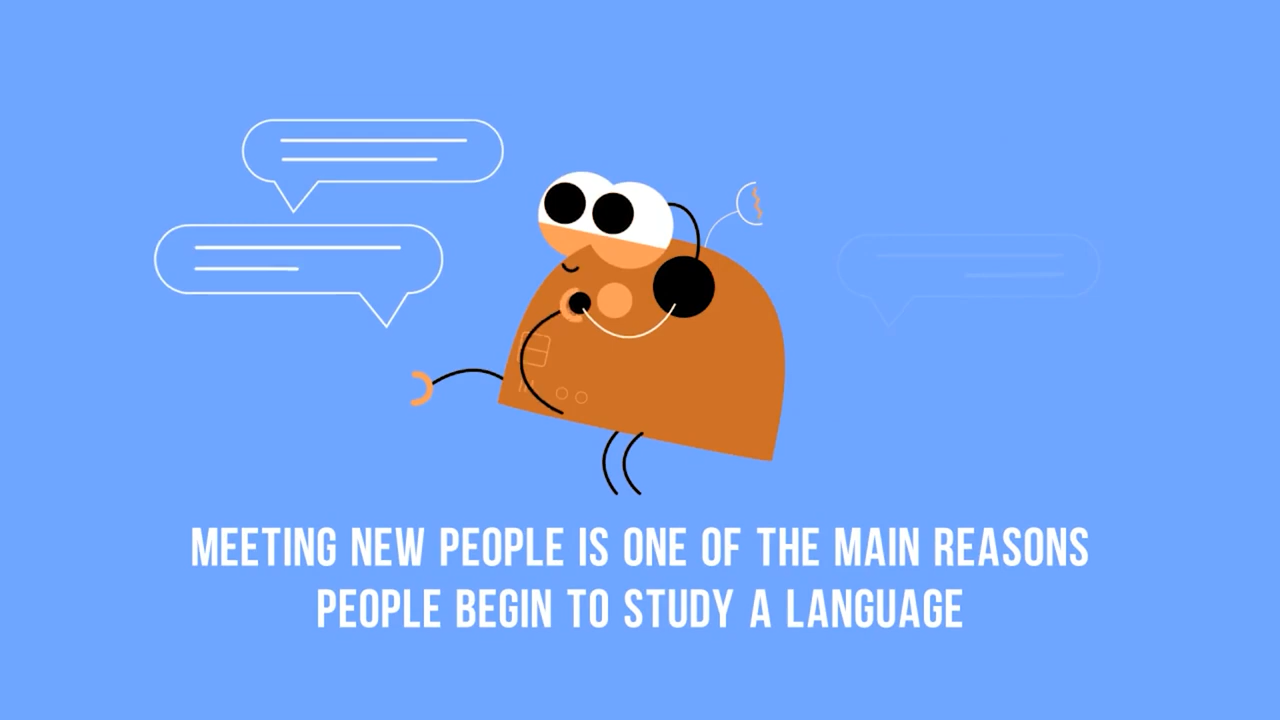 MEETING NEW PEOPLE IS ONE OF THE MAIN REASONS
PEOPLE BEGIN TO STUDY A LANGUAGE